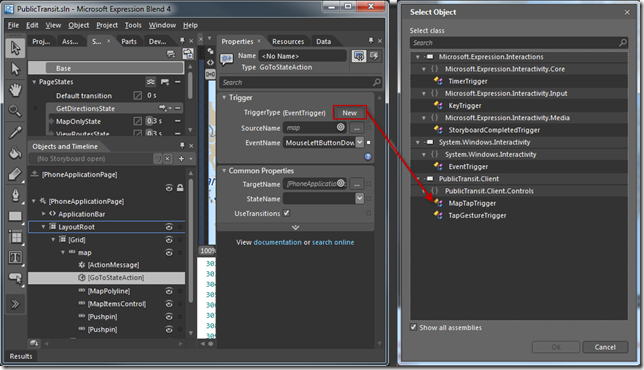 PublicTransit.sln - Microsoft Expression Blend 4
File Edit View Object Project Tools Window Help
Proj...
Ass...
S...
Parts
Base
PageStates
Default transition 0 s
GetDirectionsState
MapOnlyState 0.3 s
ViewRouterState 0.3 s
Objects and Timeline
(No Storyboard open)
[PhoneApplicationPage]
[PhoneApplicationPage]
ApplicationBar
LayoutRoot
[Grid]
map
[ActionMessage]
[GoToStateAction]
[MapPolyline]
[MapItemsControl]
[Pushpin]
[Pushpin]
100%
Results
Properties
Resources
Data
Name <No Name>
Type GoToStateAction
Search
Trigger
TriggerType (EventTrigger) New
SourceName map ...
EventName MouseLeftButtonDow
Common Properties
TargetName [PhoneApplication ...
StateName
UseTransitions
View documentation or search online
Select Object
Select class
Search
Microsoft.Expression.Interactions
{} Microsoft.Expression.Interactivity.Core
TimerTrigger
{} Microsoft.Expression.Interactivity.Input
KeyTrigger
{} Microsoft.Expression.Interactivity.Media
StoryboardCompletedTrigger
System.Windows.Interactivity
{} System.Windows.Interactivity
EventTrigger
PublicTransit.Client
{} PublicTransit.Client.Controls
MapTapTrigger
TapGestureTrigger
Show all assemblies
OK
Cancel